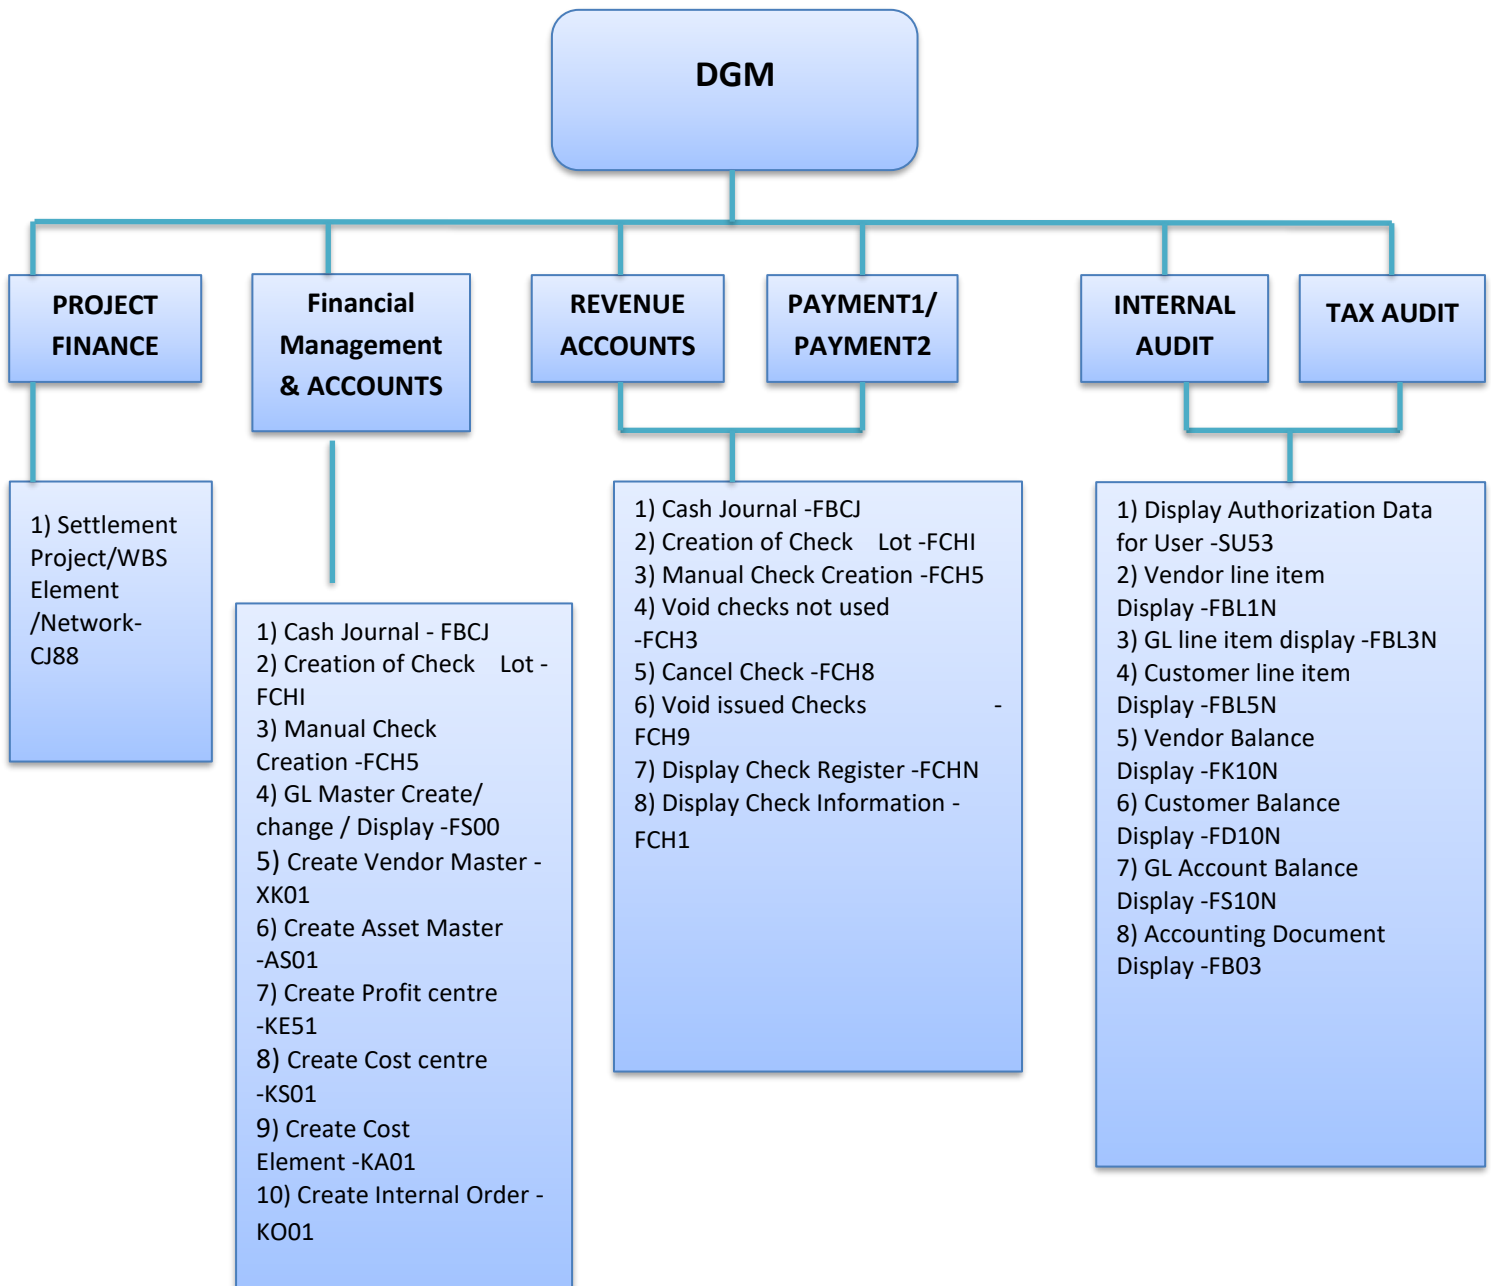 DGM
PROJECT
FINANCE
Financial
Management
& ACCOUNTS
REVENUE
ACCOUNTS
PAYMENT1/
PAYMENT2
INTERNAL
AUDIT
TAX AUDIT
1) Settlement
Project/WBS
Element
/Network-
CJ88
1) Cash Journal - FBCJ
2) Creation of Check Lot -
FCHI
3) Manual Check
Creation -FCH5
4) GL Master Create/
change / Display -FS00
5) Create Vendor Master -
XK01
6) Create Asset Master
-AS01
7) Create Profit centre
-KE51
8) Create Cost centre
-KS01
9) Create Cost
Element -KA01
10) Create Internal Order -
KO01
1) Cash Journal -FBCJ
2) Creation of Check Lot -FCHI
3) Manual Check Creation -FCH5
4) Void checks not used
-FCH3
5) Cancel Check -FCH8
6) Void issued Checks -
FCH9
7) Display Check Register -FCHN
8) Display Check Information -
FCH1
1) Display Authorization Data
for User -SU53
2) Vendor line item
Display -FBL1N
3) GL line item display -FBL3N
4) Customer line item
Display -FBL5N
5) Vendor Balance
Display -FK10N
6) Customer Balance
Display -FD10N
7) GL Account Balance
Display -FS10N
8) Accounting Document
Display -FB03